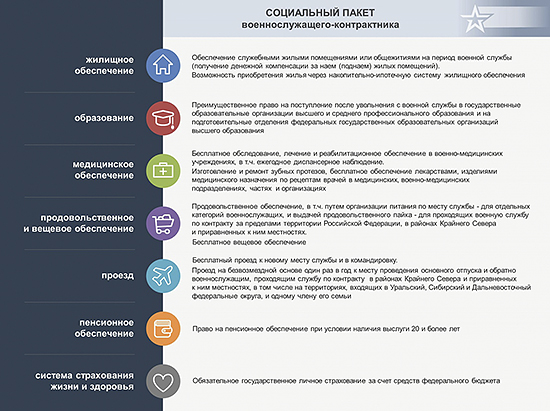 СОЦИАЛЬНЫЙ ПАКЕТ
военнослужащего-контрактника
жилищное
обеспечение
Обеспечение служебными жилыми помещениями или общежитиями на период военной службы
(получение денежной компенсации за наем (поднаем) жилых помещений).
Возможность приобретения жилья через накопительно-ипотечную систему жилищного обеспечения
образование
Преимущественное право на поступление после увольнения с военной службы в государственные
образовательные организации высшего и среднего профессионального образования и на
подготовительные отделения федеральных государственных образовательных организаций
высшего образования
медицинское
обеспечение
Бесплатное обследование, лечение и реабилитационное обеспечение в военно-медицинских
учреждениях, в т.ч. ежегодное диспансерное наблюдение.
Изготовление и ремонт зубных протезов, бесплатное обеспечение лекарствами, изделиями
медицинского назначения по рецептам врачей в медицинских, военно-медицинских
подразделениях, частях и организациях
продовольственное
и вещевое обеспечение
Продовольственное обеспечение, в т.ч. путем организации питания по месту службы - для отдельных
категорий военнослужащих, и выдачей продовольственного пайка - для проходящих военную службу
по контракту за пределами территории Российской Федерации, в районах Крайнего Севера
и приравненных к ним местностях.
Бесплатное вещевое обеспечение
проезд
Бесплатный проезд к новому месту службы и в командировку.
Проезд на безвозмездной основе один раз в год к месту проведения основного отпуска и обратно
военнослужащим, проходящим службу по контракту в районах Крайнего Севера и приравненных
к ним местностях, в том числе на территориях, входящих в Уральский, Сибирский и Дальневосточный
федеральные округа, и одному члену его семьи
пенсионное
обеспечение
Право на пенсионное обеспечение при условии наличия выслуги 20 и более лет
система страхования
жизни и здоровья
Обязательное государственное личное страхование за счет средств федерального бюджета